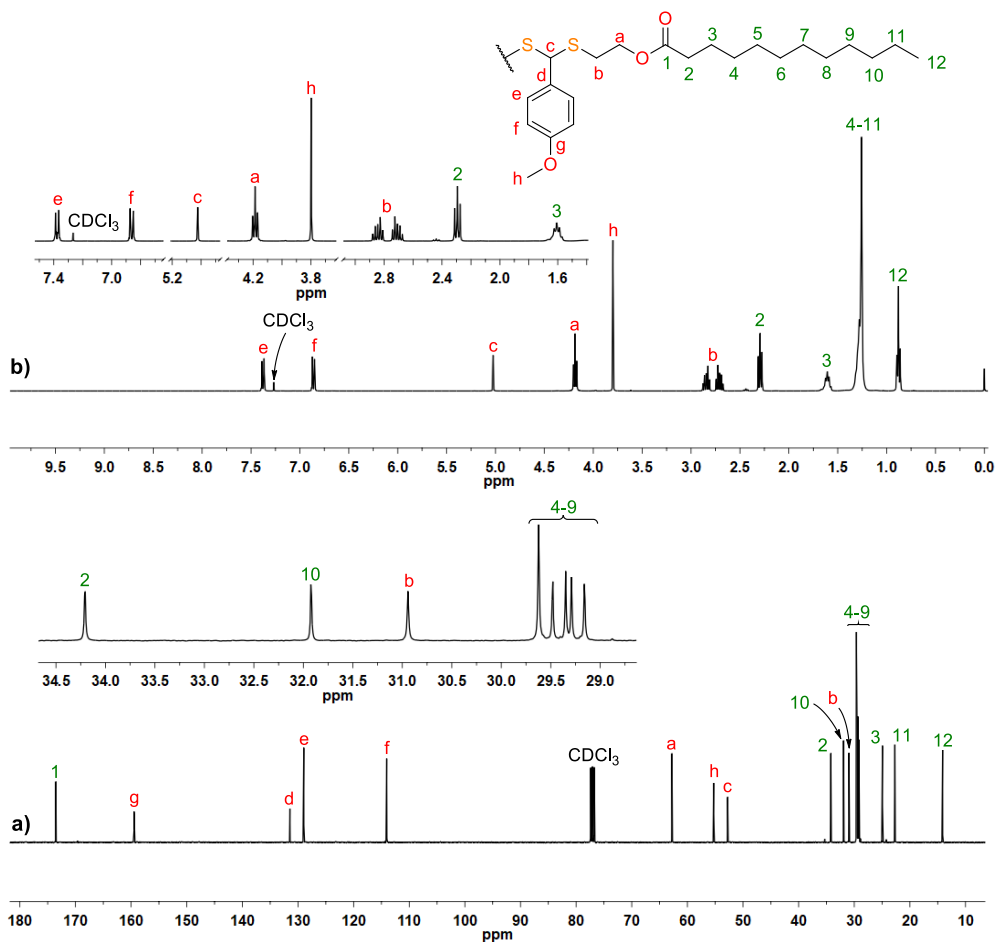 O
S c S a O
1 2 3 4 5 6 7 8 9 10 11 12
b
d
e
f
g
O
h
e CDCl3 f c a h b 2 3
7.4 7.0 5.2 4.2 3.8 2.8 2.4 2.0 1.6
ppm
4-11
h
12
CDCl3
a
2
c
e f b 3
b)
9.5 9.0 8.5 8.0 7.5 7.0 6.5 6.0 5.5 5.0 4.5 4.0 3.5 3.0 2.5 2.0 1.5 1.0 0.5 0.0
ppm
4-9
2 10 b
34.5 34.0 33.5 33.0 32.5 32.0 31.5 31.0 30.5 30.0 29.5 29.0
ppm
4-9
10 b
e f CDCl3 a 2 3 11 12
1 h
g d c
a)
180 170 160 150 140 130 120 110 100 90 80 70 60 50 40 30 20 10
ppm